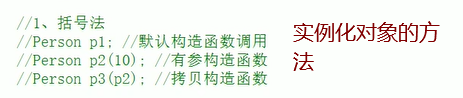 //1、括号法
//Person p1; //默认构造函数调用
//Person p2(10); //有参构造函数
//Person p3(p2); //拷贝构造函数
实例化对象的方
法